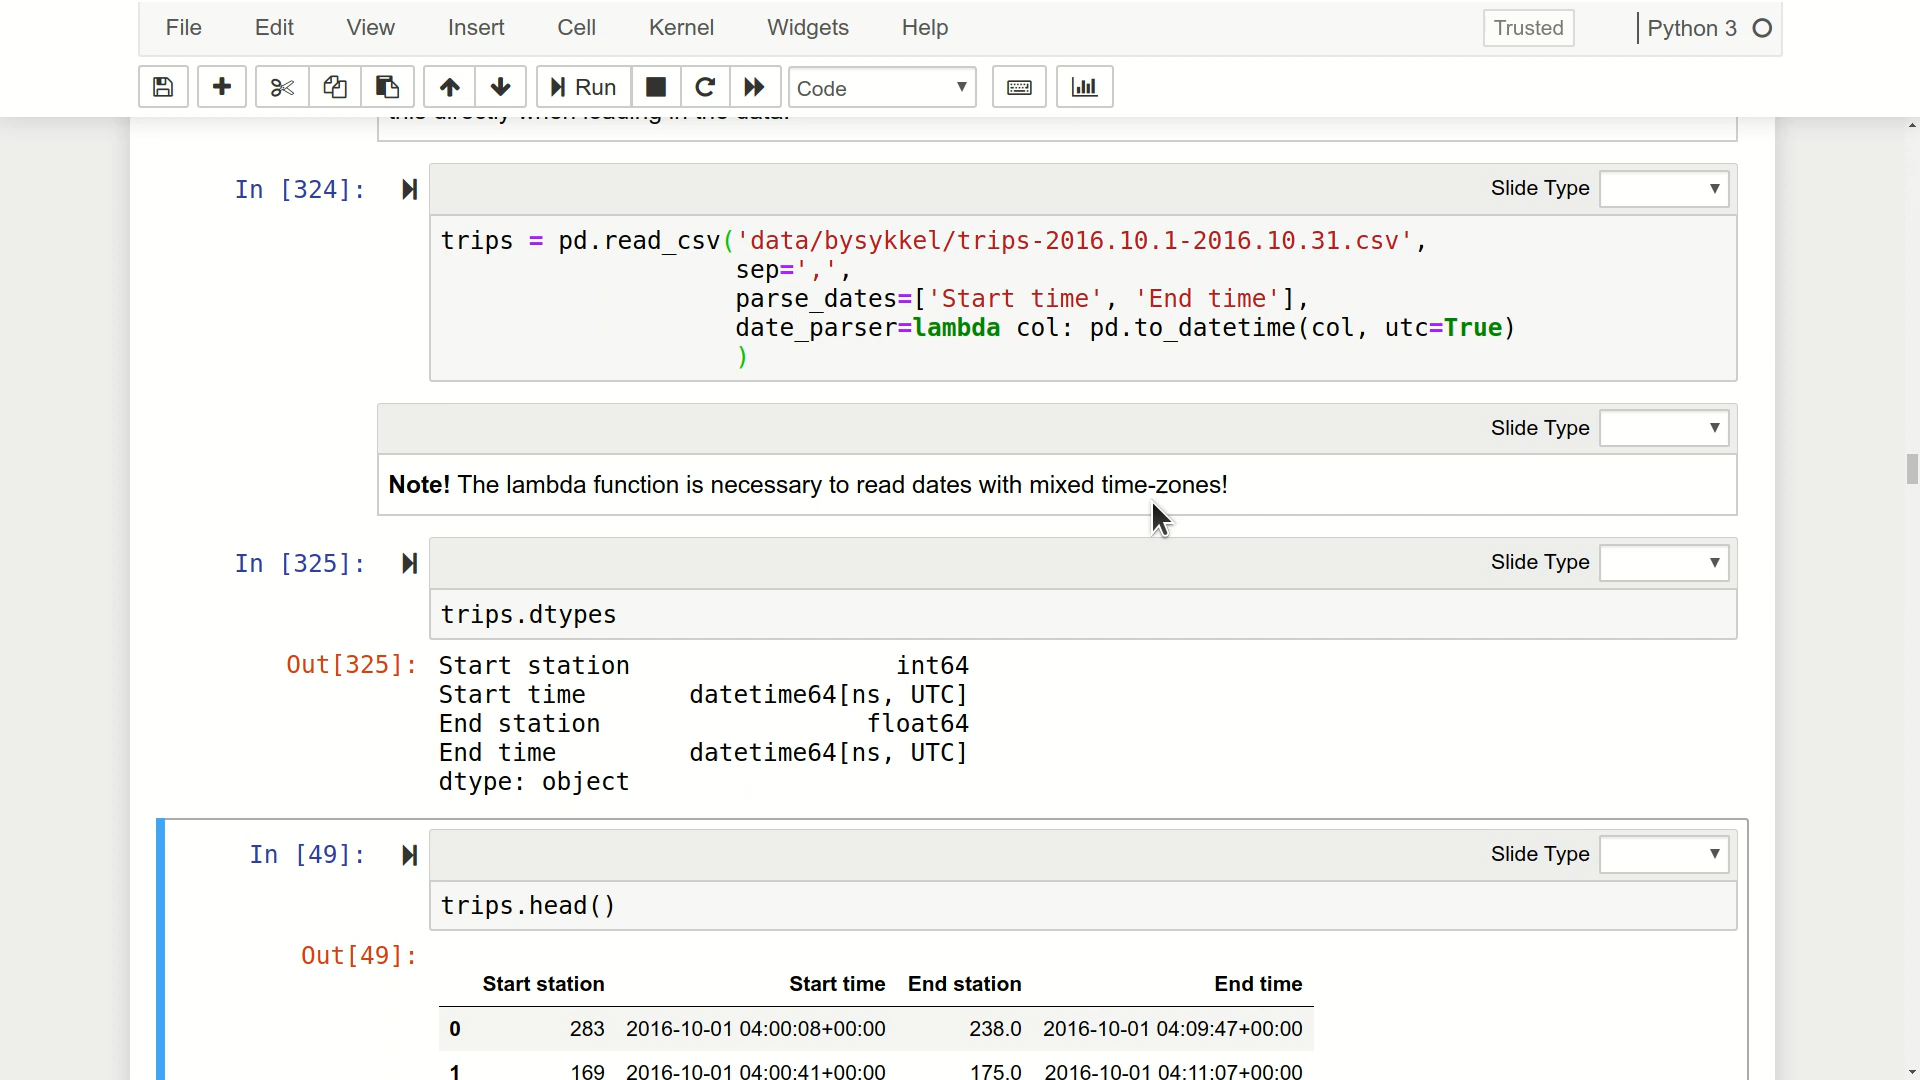 File Edit View Insert Cell Kernel Widgets Help Trusted Python 3
Run Code
this directly when loading in the data.
In [324]: Slide Type
trips = pd.read_csv('data/bysykkel/trips-2016.10.1-2016.10.31.csv',
sep=',',
parse_dates=['Start time', 'End time'],
date_parser=lambda col: pd.to_datetime(col, utc=True)
)
Slide Type
Note! The lambda function is necessary to read dates with mixed time-zones!
In [325]: Slide Type
trips.dtypes
Out[325]: Start station int64
Start time datetime64[ns, UTC]
End station float64
End time datetime64[ns, UTC]
dtype: object
In [49]: Slide Type
trips.head()
Out[49]:
Start station Start time End station End time
0 283 2016-10-01 04:00:08+00:00 238.0 2016-10-01 04:09:47+00:00
1 169 2016-10-01 04:00:41+00:00 175.0 2016-10-01 04:11:07+00:00